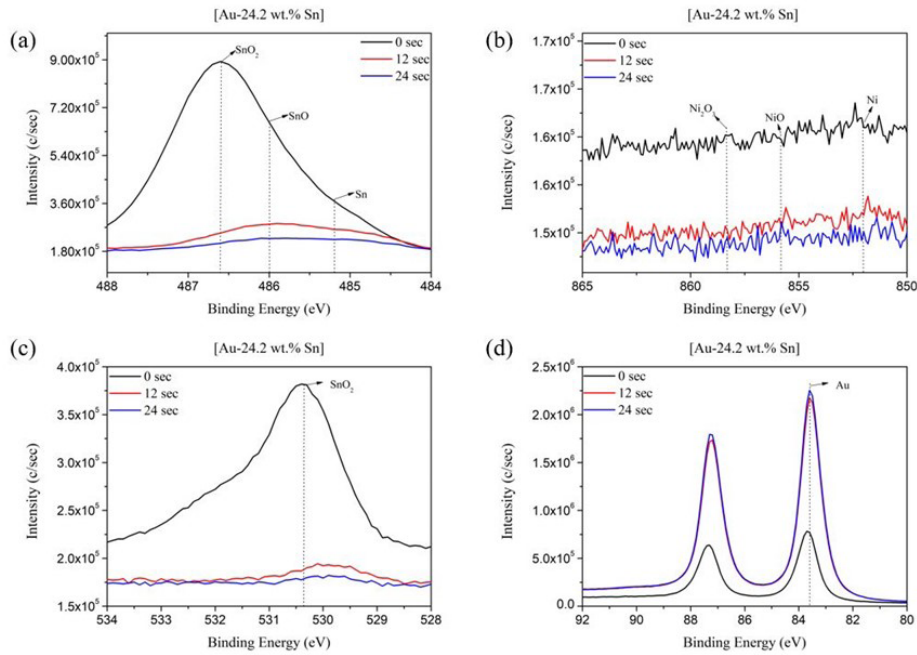 [Au-24.2 wt.% Sn]
(a)
SnO2
SnO
Sn
0 sec
12 sec
24 sec
9.00x10^5
7.20x10^5
5.40x10^5
3.60x10^5
1.80x10^5
Intensity (c/sec)
488 487 486 485 484
Binding Energy (eV)
[Au-24.2 wt.% Sn]
(b)
0 sec
12 sec
24 sec
Ni2O3
NiO
Ni
1.7x10^5
1.7x10^5
1.6x10^5
1.6x10^5
1.5x10^5
Intensity (c/sec)
865 860 855 850
Binding Energy (eV)
[Au-24.2 wt.% Sn]
(c)
0 sec
12 sec
24 sec
SnO2
4.0x10^5
3.5x10^5
3.0x10^5
2.5x10^5
2.0x10^5
1.5x10^5
Intensity (c/sec)
534 533 532 531 530 529 528
Binding Energy (eV)
[Au-24.2 wt.% Sn]
(d)
0 sec
12 sec
24 sec
Au
2.5x10^6
2.0x10^6
1.5x10^6
1.0x10^6
5.0x10^5
0.0
Intensity (c/sec)
92 90 88 86 84 82 80
Binding Energy (eV)